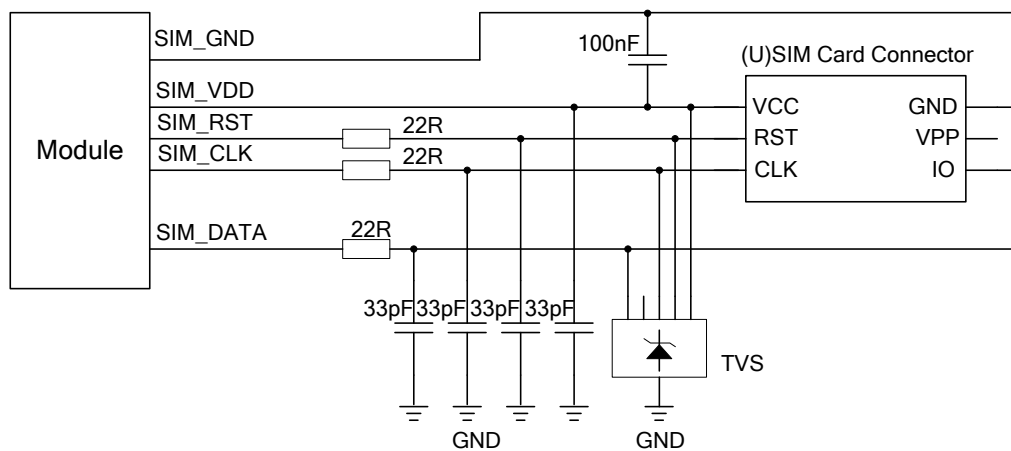 SIM_GND
100nF
(U)SIM Card Connector
SIM_VDD
VCC
GND
SIM_RST
22R
RST
VPP
Module
SIM_CLK
22R
CLK
IO
SIM_DATA
22R
33pF 33pF 33pF 33pF
TVS
GND
GND